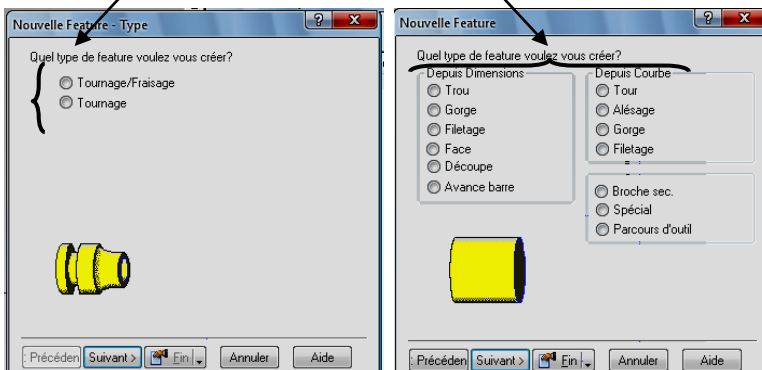 Nouvelle Feature - Type
Quel type de feature voulez vous créer?
Tournage/Fraisage
Tournage
: Précéden
Suivant >
Fin
Annuler
Aide
Nouvelle Feature
Quel type de feature voulez vous créer?
Depuis Dimensions
Trou
Gorge
Filetage
Face
Découpe
Avance barre
Depuis Courbe
Tour
Alésage
Gorge
Filetage
Broche sec.
Spécial
Parcours d'outil
: Précéden
Suivant >
Fin
Annuler
Aide